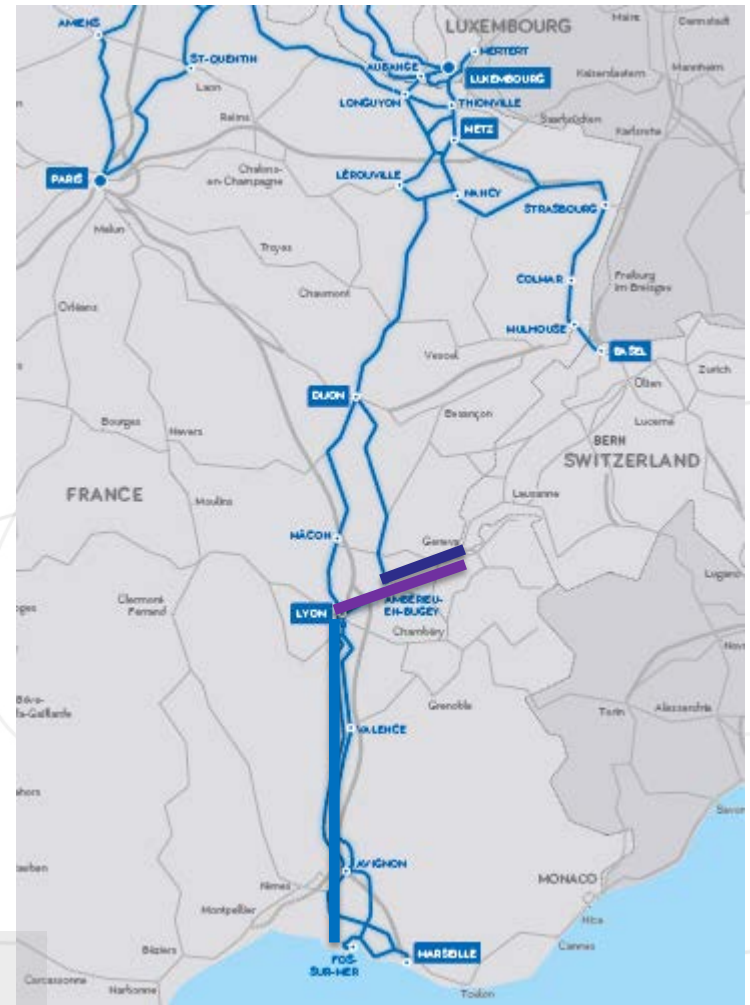 LUXEMBOURG
AMIENS
MERTERT
ST-QUENTIN
AUBANGE
LUXEMBOURG
Kaiserslautern
Mannheim
Laon
LONGUYON
THIONVILLE
Saarbrücken
Reims
METZ
Karlsruhe
PARIS
Chalons-
en-Champagne
LÉROUVILLE
NANCY
STRASBOURG
Melun
Troyes
Chaumont
COLMAR
Freiburg
im Breisgau
Orléans
MULHOUSE
BASEL
Vesoul
Zurich
Olten
DIJON
Besançon
Bourges
Nevers
Lucerne
BERN
SWITZERLAND
FRANCE
Moulins
Lausanne
MÂCON
Geneva
Lugano
Clermont-
Ferrand
LYON
AMBÉRIEU-
EN-BUGEY
Chambéry
Grenoble
Torin
Alessandria
VALENCE
AVIGNON
Nimes
MONACO
Montpellier
Nice
Béziers
FOS-
SUR-MER
MARSEILLE
Cannes
Carcassonne
Narbonne
Toulon